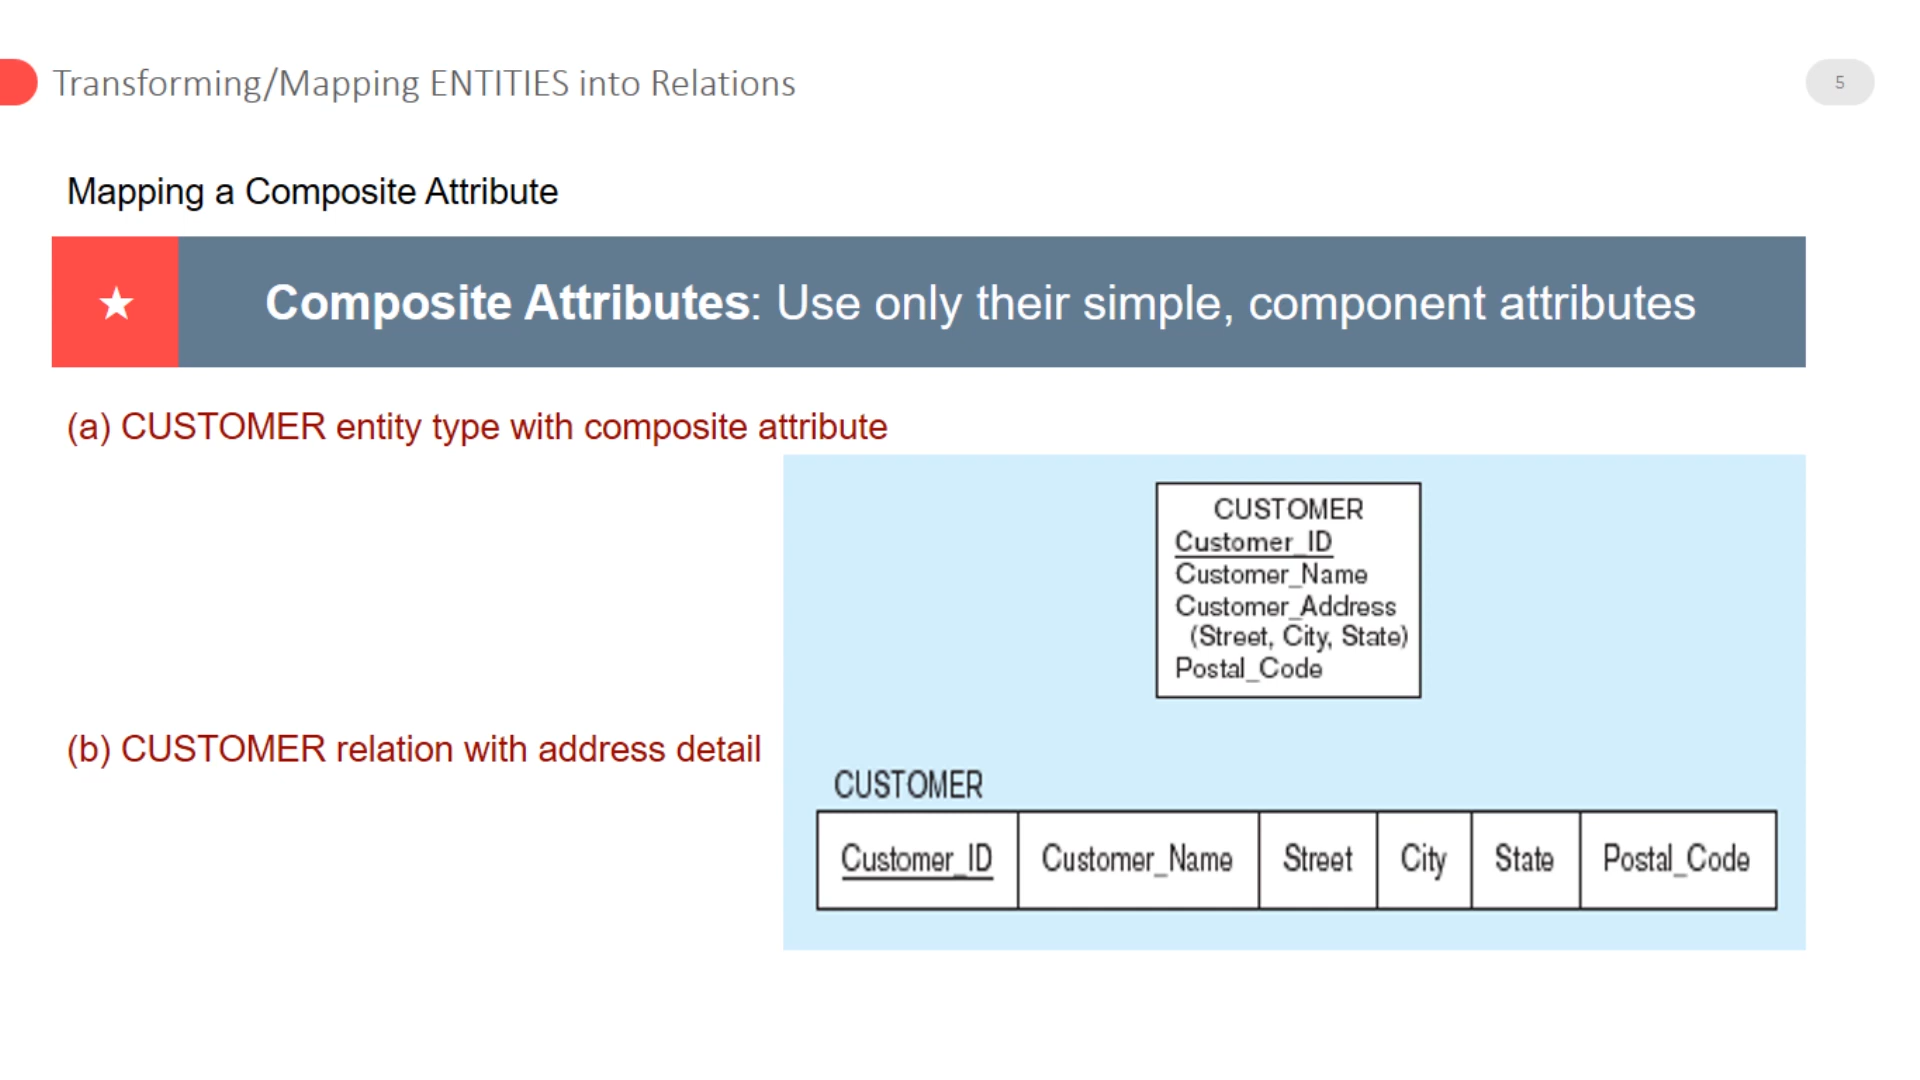 Transforming/Mapping ENTITIES into Relations
5
Mapping a Composite Attribute
Composite Attributes: Use only their simple, component attributes
(a) CUSTOMER entity type with composite attribute
CUSTOMER
Customer_ID
Customer_Name
Customer_Address
(Street, City, State)
Postal_Code
(b) CUSTOMER relation with address detail
CUSTOMER
Customer_ID Customer_Name Street City State Postal_Code